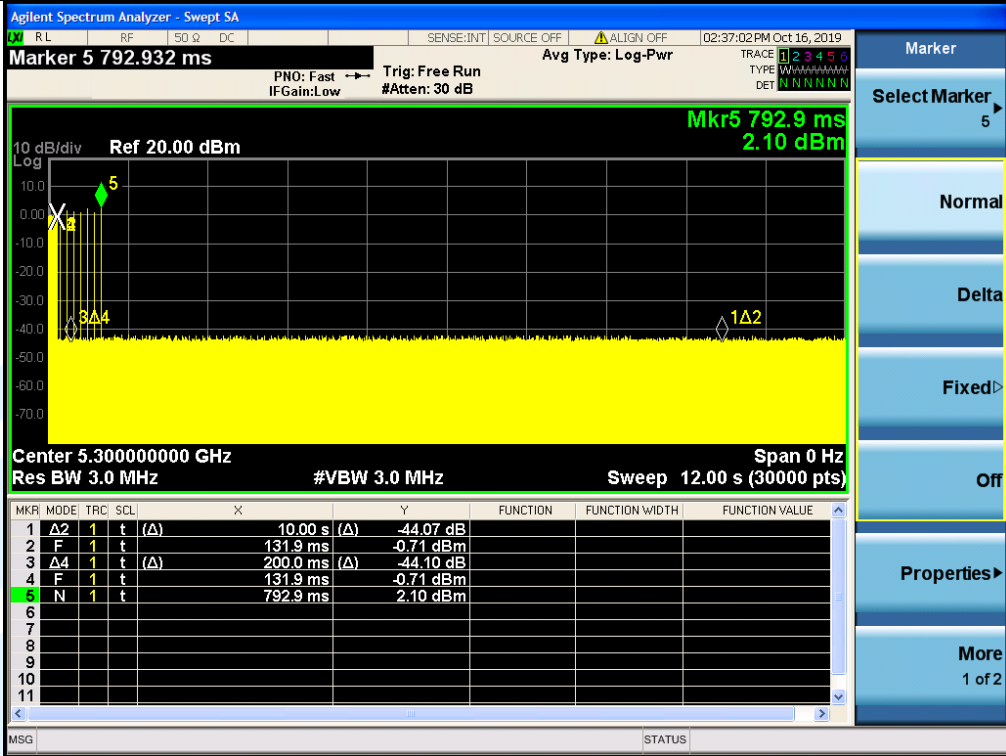 Agilent Spectrum Analyzer - Swept SA
LXI RL RF 50 Ω DC SENSE:INT SOURCE OFF ALIGN OFF 02:37:02 PM Oct 16, 2019
Marker 5 792.932 ms
PNO: Fast
IFGain:Low
Trig: Free Run
#Atten: 30 dB
Avg Type: Log-Pwr
TRACE 1 2 3 4 5 6
TYPE WWWWWW
DET N N N N N N
Mkr5 792.9 ms
2.10 dBm
10 dB/div Ref 20.00 dBm
Log
10.0
0.00
-10.0
-20.0
-30.0
-40.0
-50.0
-60.0
-70.0
5
3Δ4
1Δ2
Center 5.300000000 GHz Span 0 Hz
Res BW 3.0 MHz #VBW 3.0 MHz Sweep 12.00 s (30000 pts)
MKR MODE TRC SCL X Y FUNCTION FUNCTION WIDTH FUNCTION VALUE
1 Δ2 1 t (Δ) 10.00 s (Δ) -44.07 dB
2 F 1 t 131.9 ms -0.71 dBm
3 Δ4 1 t (Δ) 200.0 ms (Δ) -44.10 dB
4 F 1 t 131.9 ms -0.71 dBm
5 N 1 t 792.9 ms 2.10 dBm
6
7
8
9
10
11
MSG STATUS
Marker
Select Marker
5
Normal
Delta
Fixed
Off
Properties
More
1 of 2